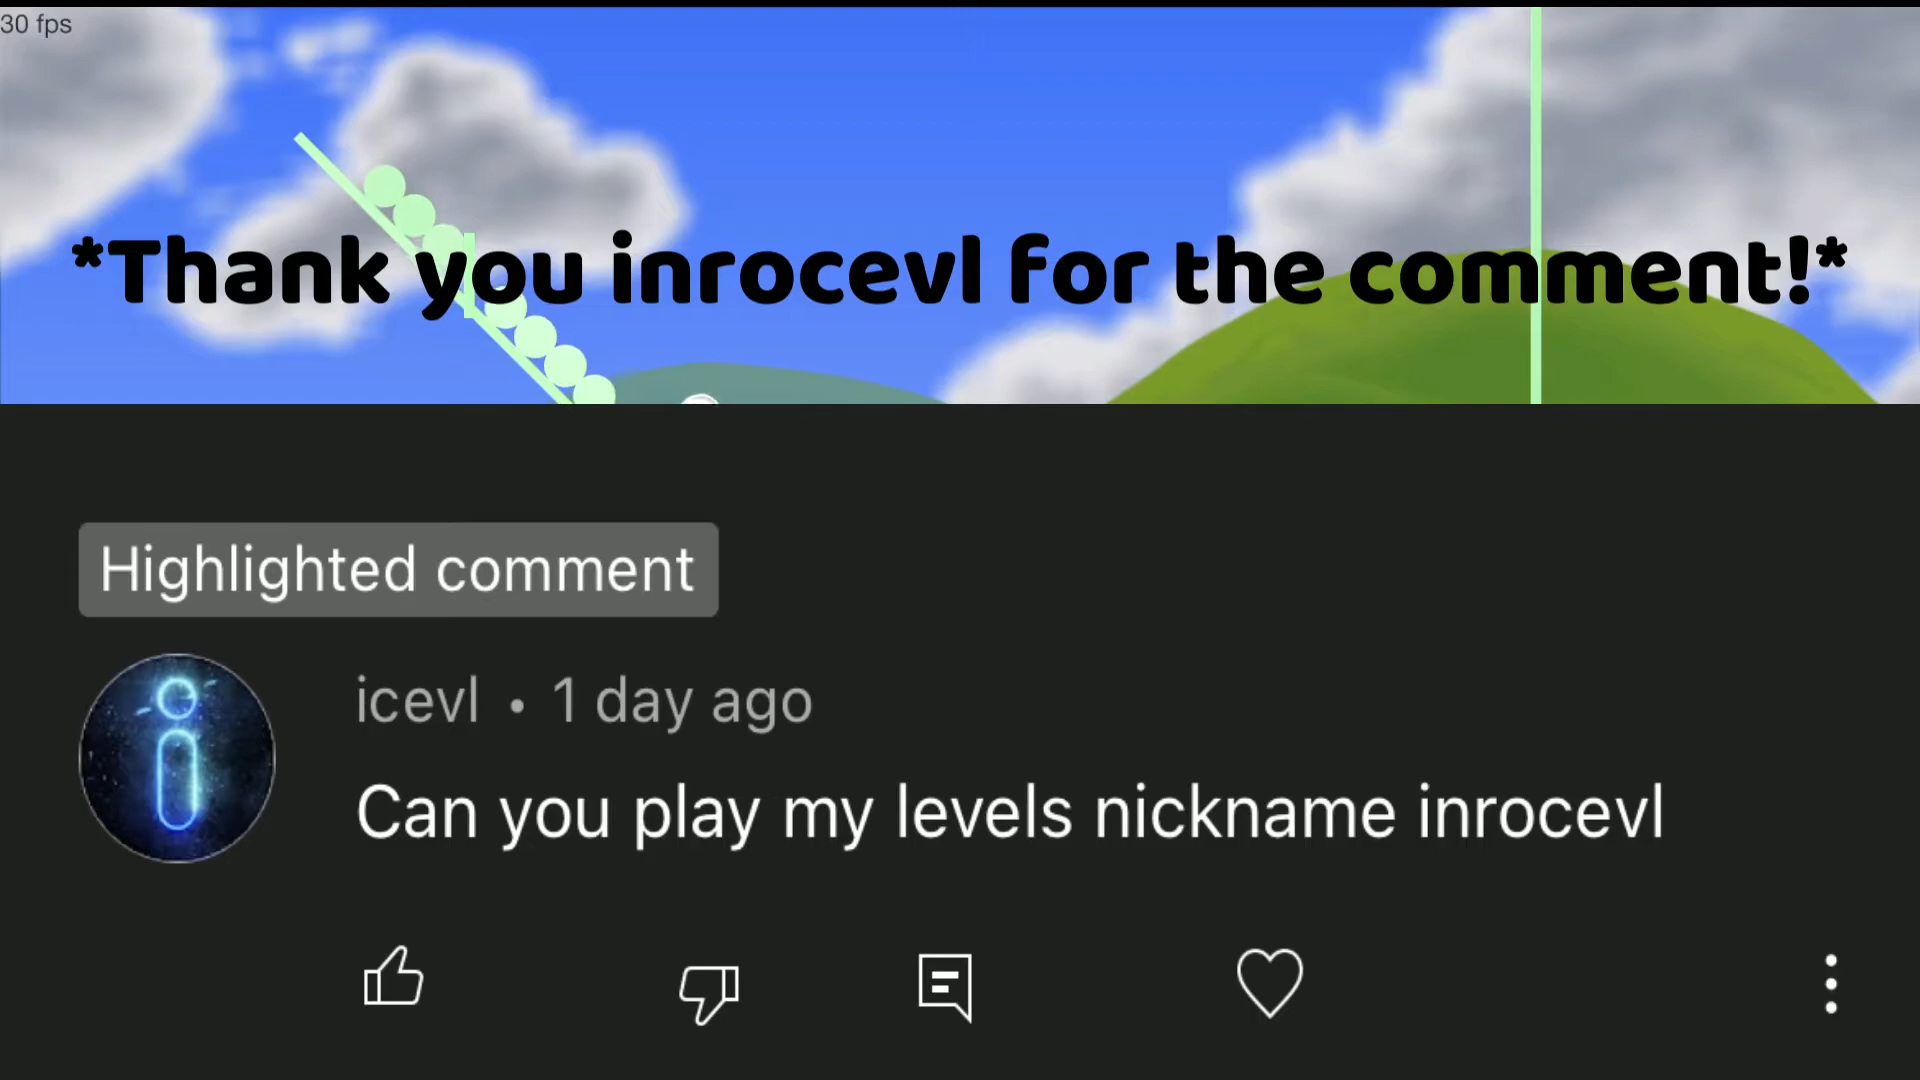 30 fps
*Thank you inrocevl for the comment!*
Highlighted comment
icevl • 1 day ago
Can you play my levels nickname inrocevl